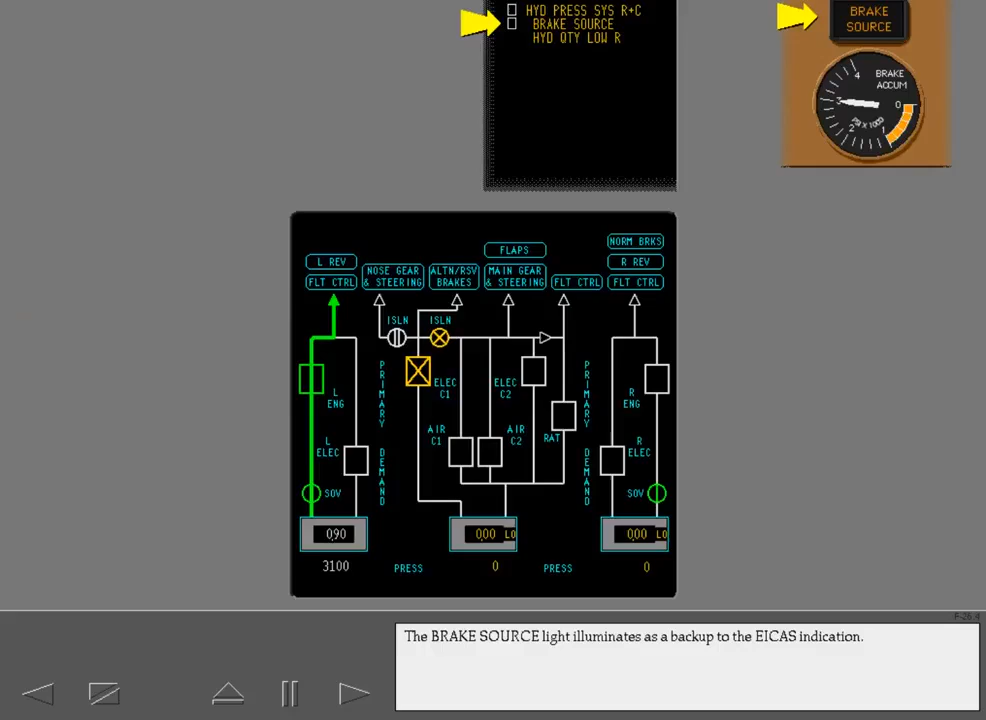 HYD PRESS SYS R+C
BRAKE SOURCE
HYD QTY LOW R
BRAKE
SOURCE
4
BRAKE
ACCUM
0
PSI X 1000
2
1
NORM BRKS
FLAPS
L REV
R REV
NOSE GEAR
& STEERING
ALTN/RSV
BRAKES
MAIN GEAR
& STEERING
FLT CTRL
FLT CTRL
FLT CTRL
ISLN
ISLN
PRIMARY
ELEC
C1
ELEC
C2
PRIMARY
L
ENG
R
ENG
AIR
C1
AIR
C2
RAT
L
ELEC
DEMAND
DEMAND
R
ELEC
SOV
SOV
0.90
0.00 LO
0.00 LO
3100
PRESS
0
PRESS
0
The BRAKE SOURCE light illuminates as a backup to the EICAS indication.